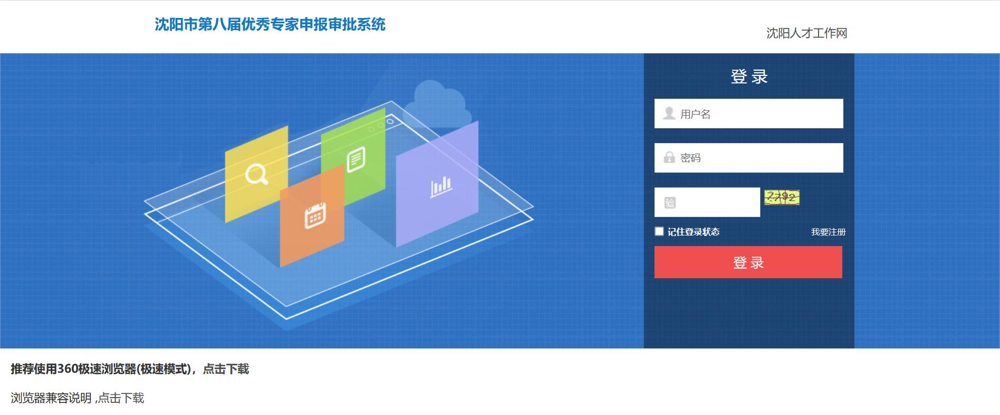 沈阳市第八届优秀专家申报审批系统
沈阳人才工作网
登录
用户名
密码
验
记住登录状态
我要注册
登录
推荐使用360极速浏览器(极速模式)，点击下载
浏览器兼容说明 ,点击下载